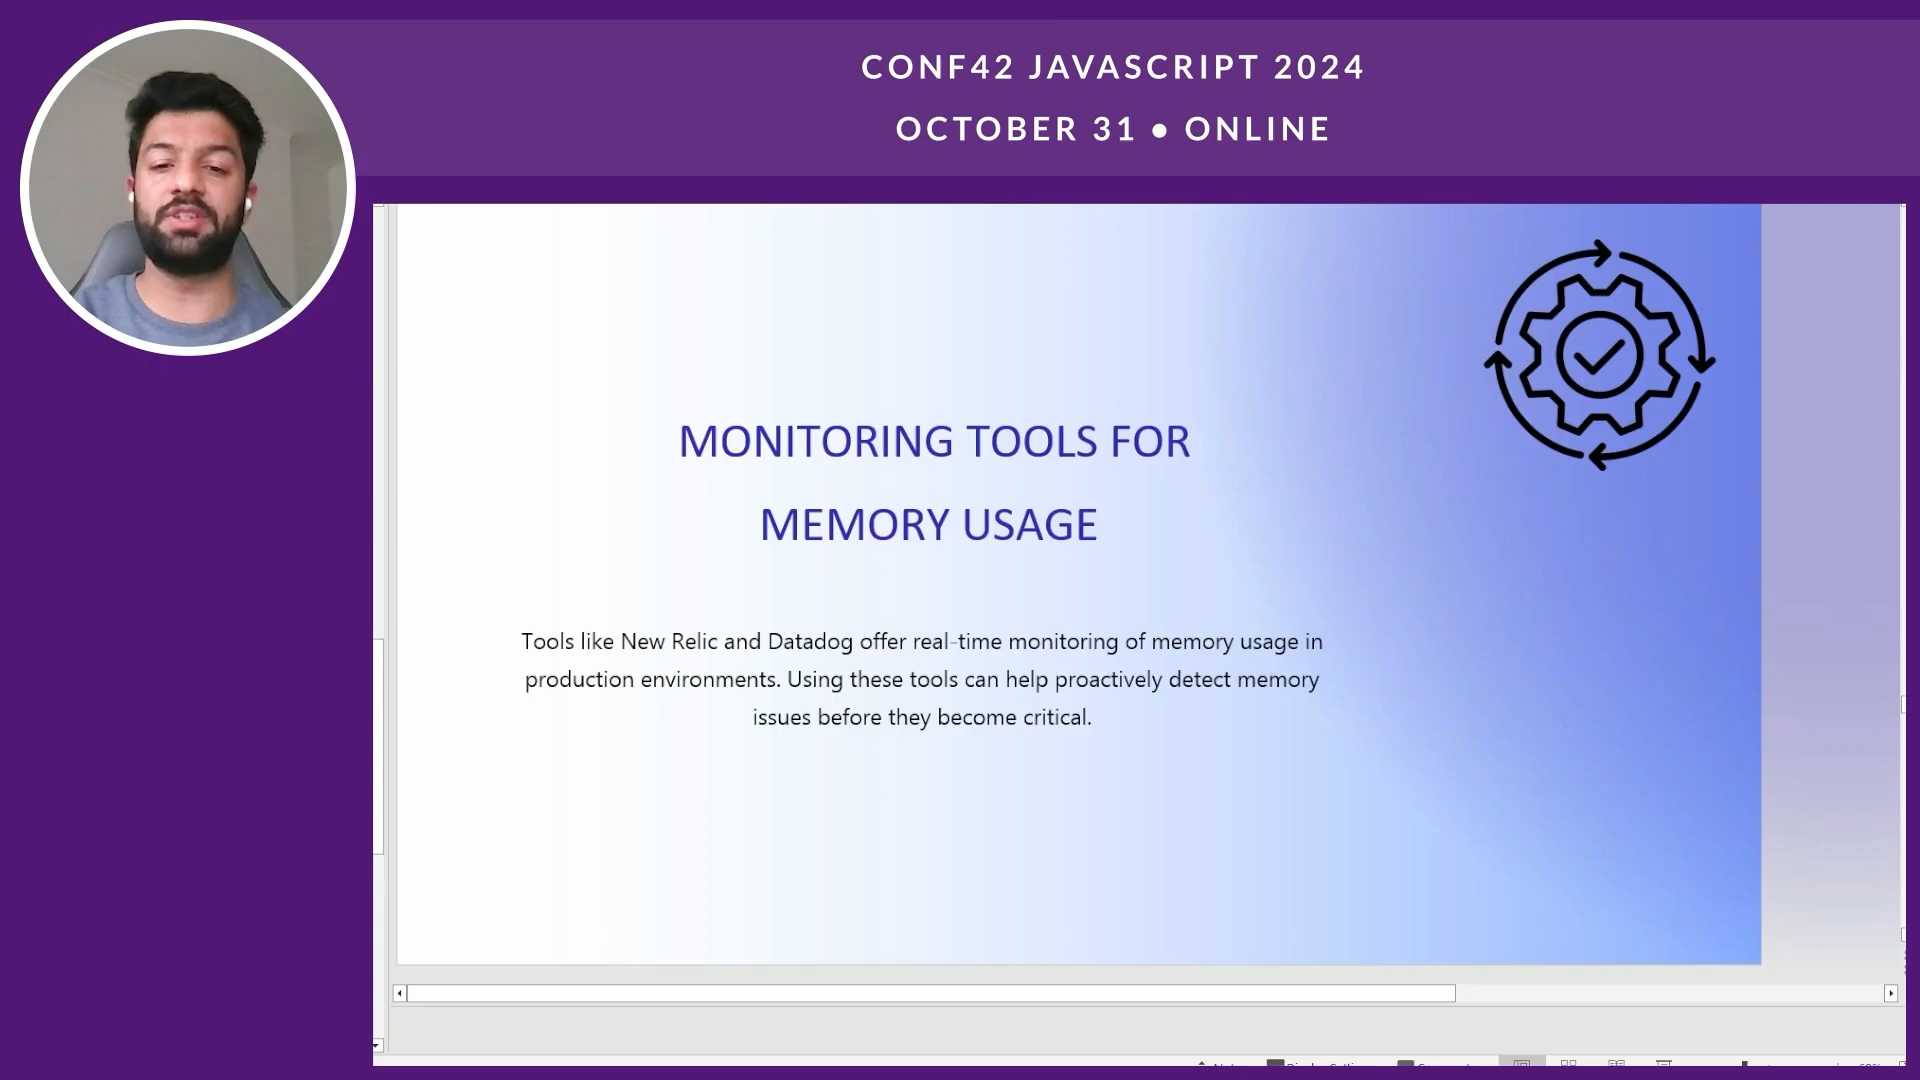 CONF42 JAVASCRIPT 2024
OCTOBER 31 • ONLINE
MONITORING TOOLS FOR
MEMORY USAGE
Tools like New Relic and Datadog offer real-time monitoring of memory usage in
production environments. Using these tools can help proactively detect memory
issues before they become critical.